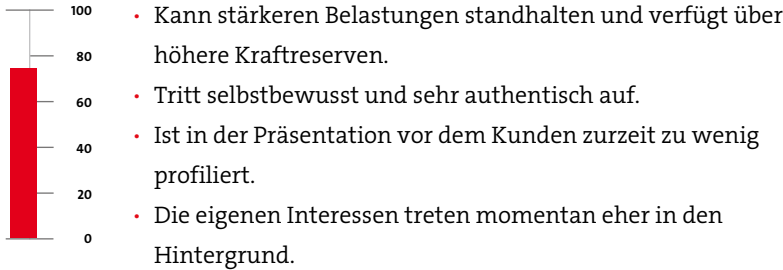 100
80
60
40
20
0
• Kann stärkeren Belastungen standhalten und verfügt über
höhere Kraftreserven.
• Tritt selbstbewusst und sehr authentisch auf.
• Ist in der Präsentation vor dem Kunden zurzeit zu wenig
profiliert.
• Die eigenen Interessen treten momentan eher in den
Hintergrund.